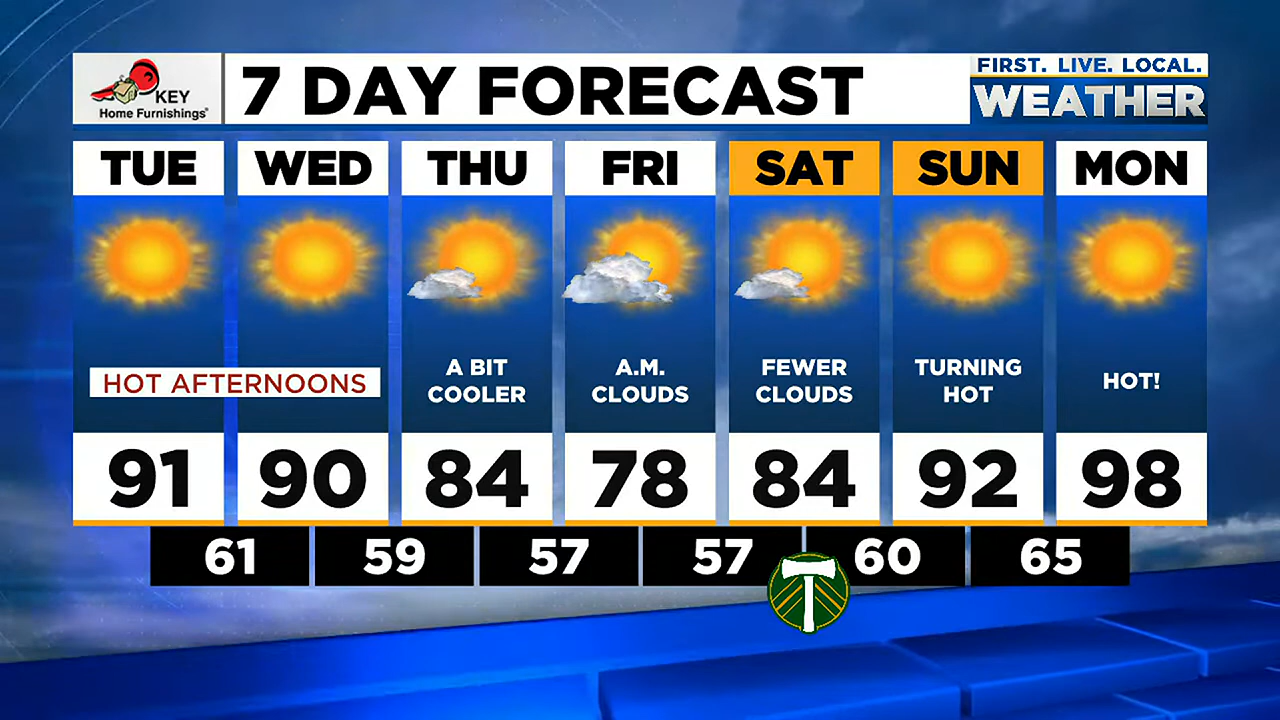 KEY
Home Furnishings®
7 DAY FORECAST
FIRST. LIVE. LOCAL.
WEATHER
TUE WED THU FRI SAT SUN MON
HOT AFTERNOONS
A BIT
COOLER
A.M.
CLOUDS
FEWER
CLOUDS
TURNING
HOT
HOT!
91 90 84 78 84 92 98
61 59 57 57 60 65
T